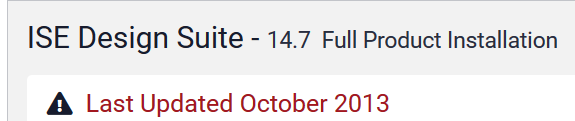 ISE Design Suite - 14.7 Full Product Installation
Last Updated October 2013